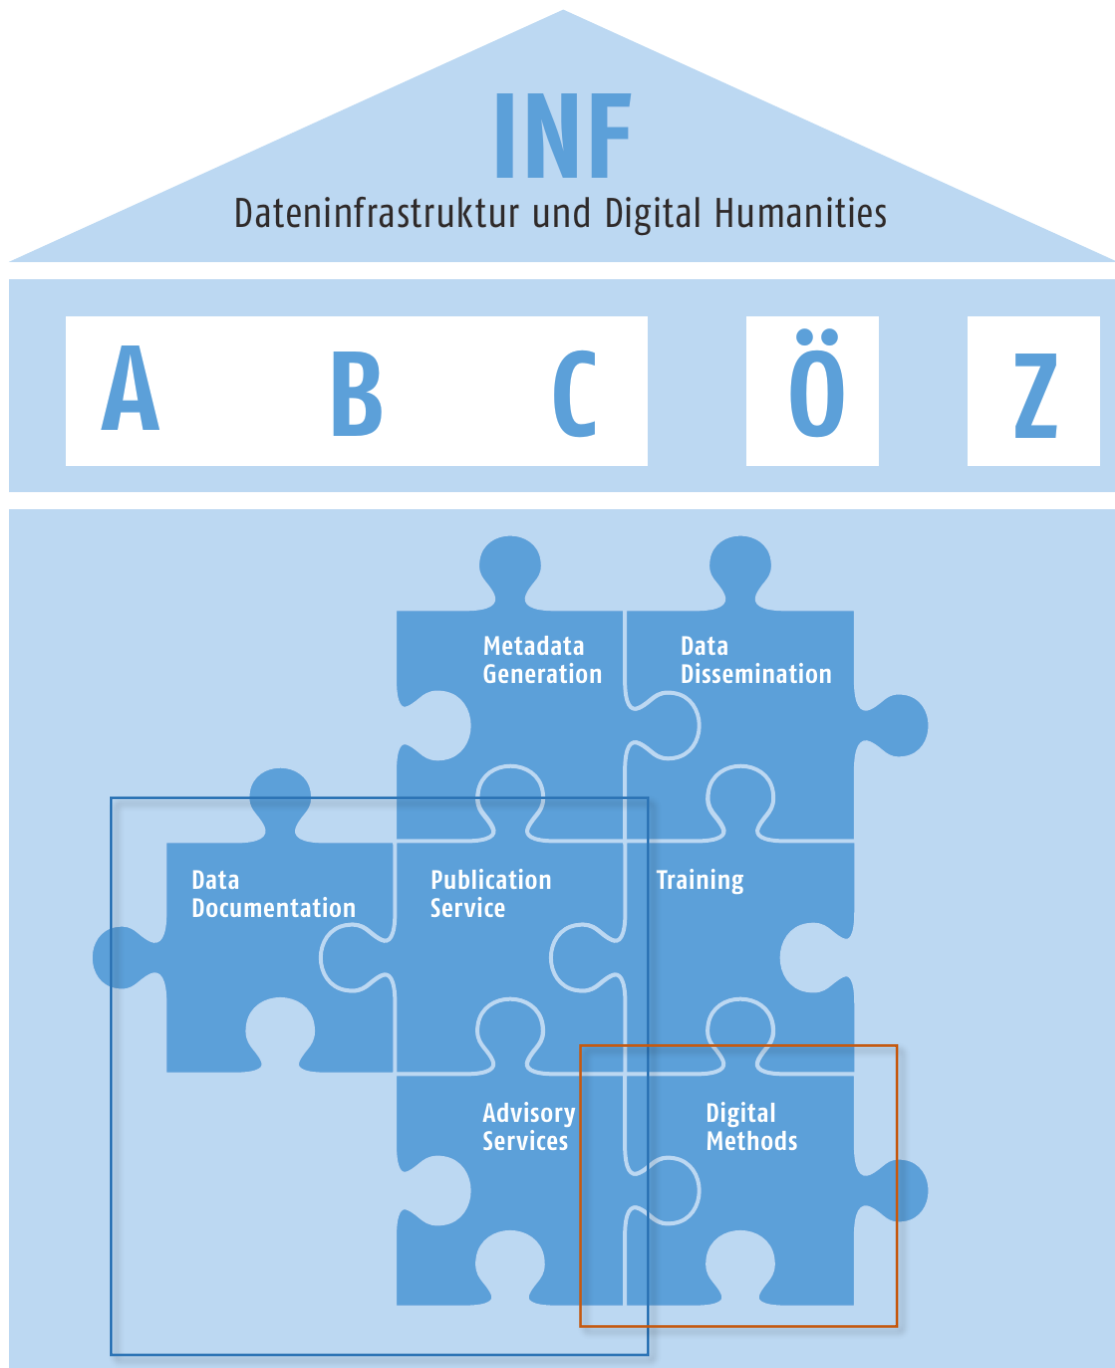 INF
Dateninfrastruktur und Digital Humanities
A B C Ö Z
Metadata
Generation
Data
Dissemination
Data
Documentation
Publication
Service
Training
Advisory
Services
Digital
Methods